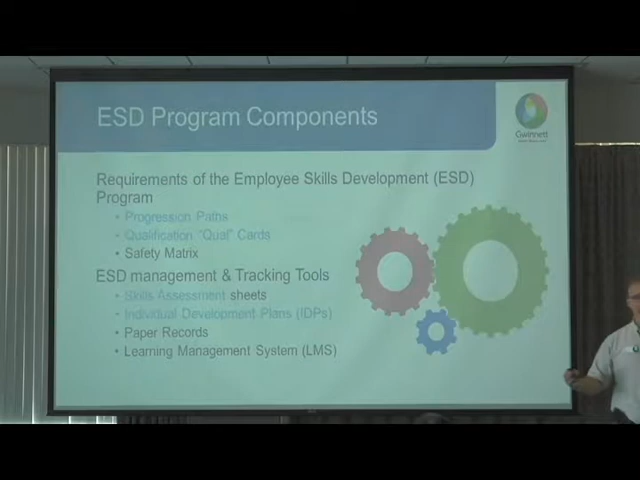 ESD Program Components
Gwinnett
Requirements of the Employee Skills Development (ESD)
Program
• Progression Paths
• Qualification "Qual" Cards
• Safety Matrix
ESD management & Tracking Tools
• Skills Assessment sheets
• Individual Development Plans (IDPs)
• Paper Records
• Learning Management System (LMS)